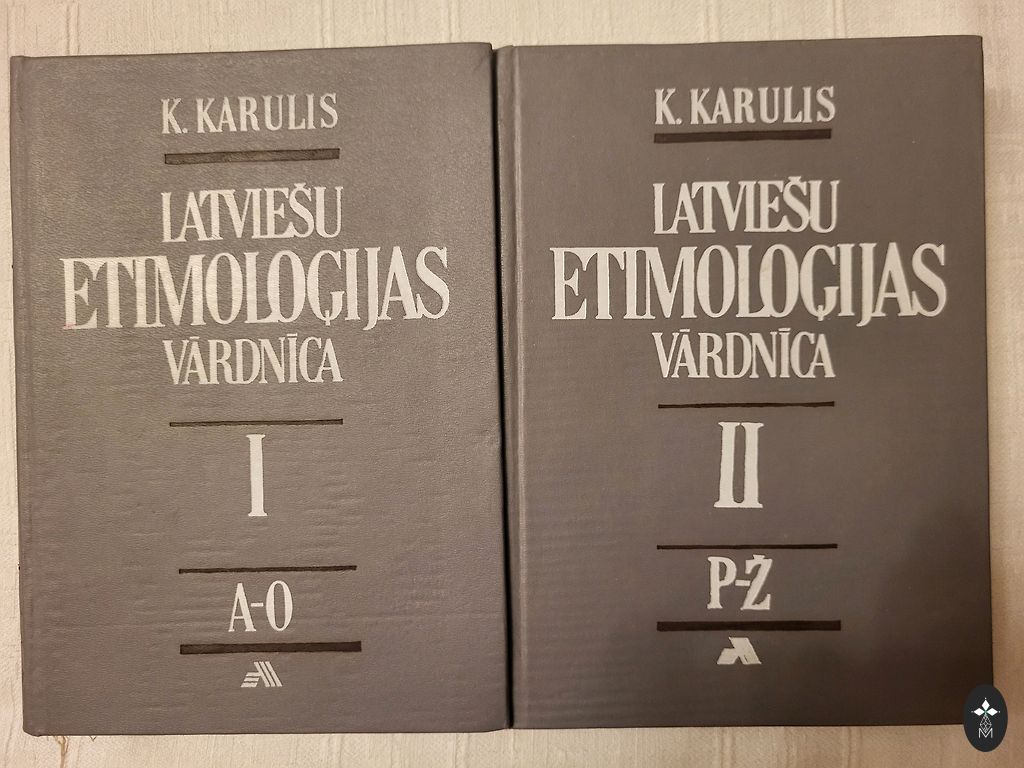 K. KARULIS
LATVIEŠU
ETIMOLOĢIJAS
VĀRDNĪCA
I
A-O
K. KARULIS
LATVIEŠU
ETIMOLOĢIJAS
VĀRDNĪCA
II
P-Ž